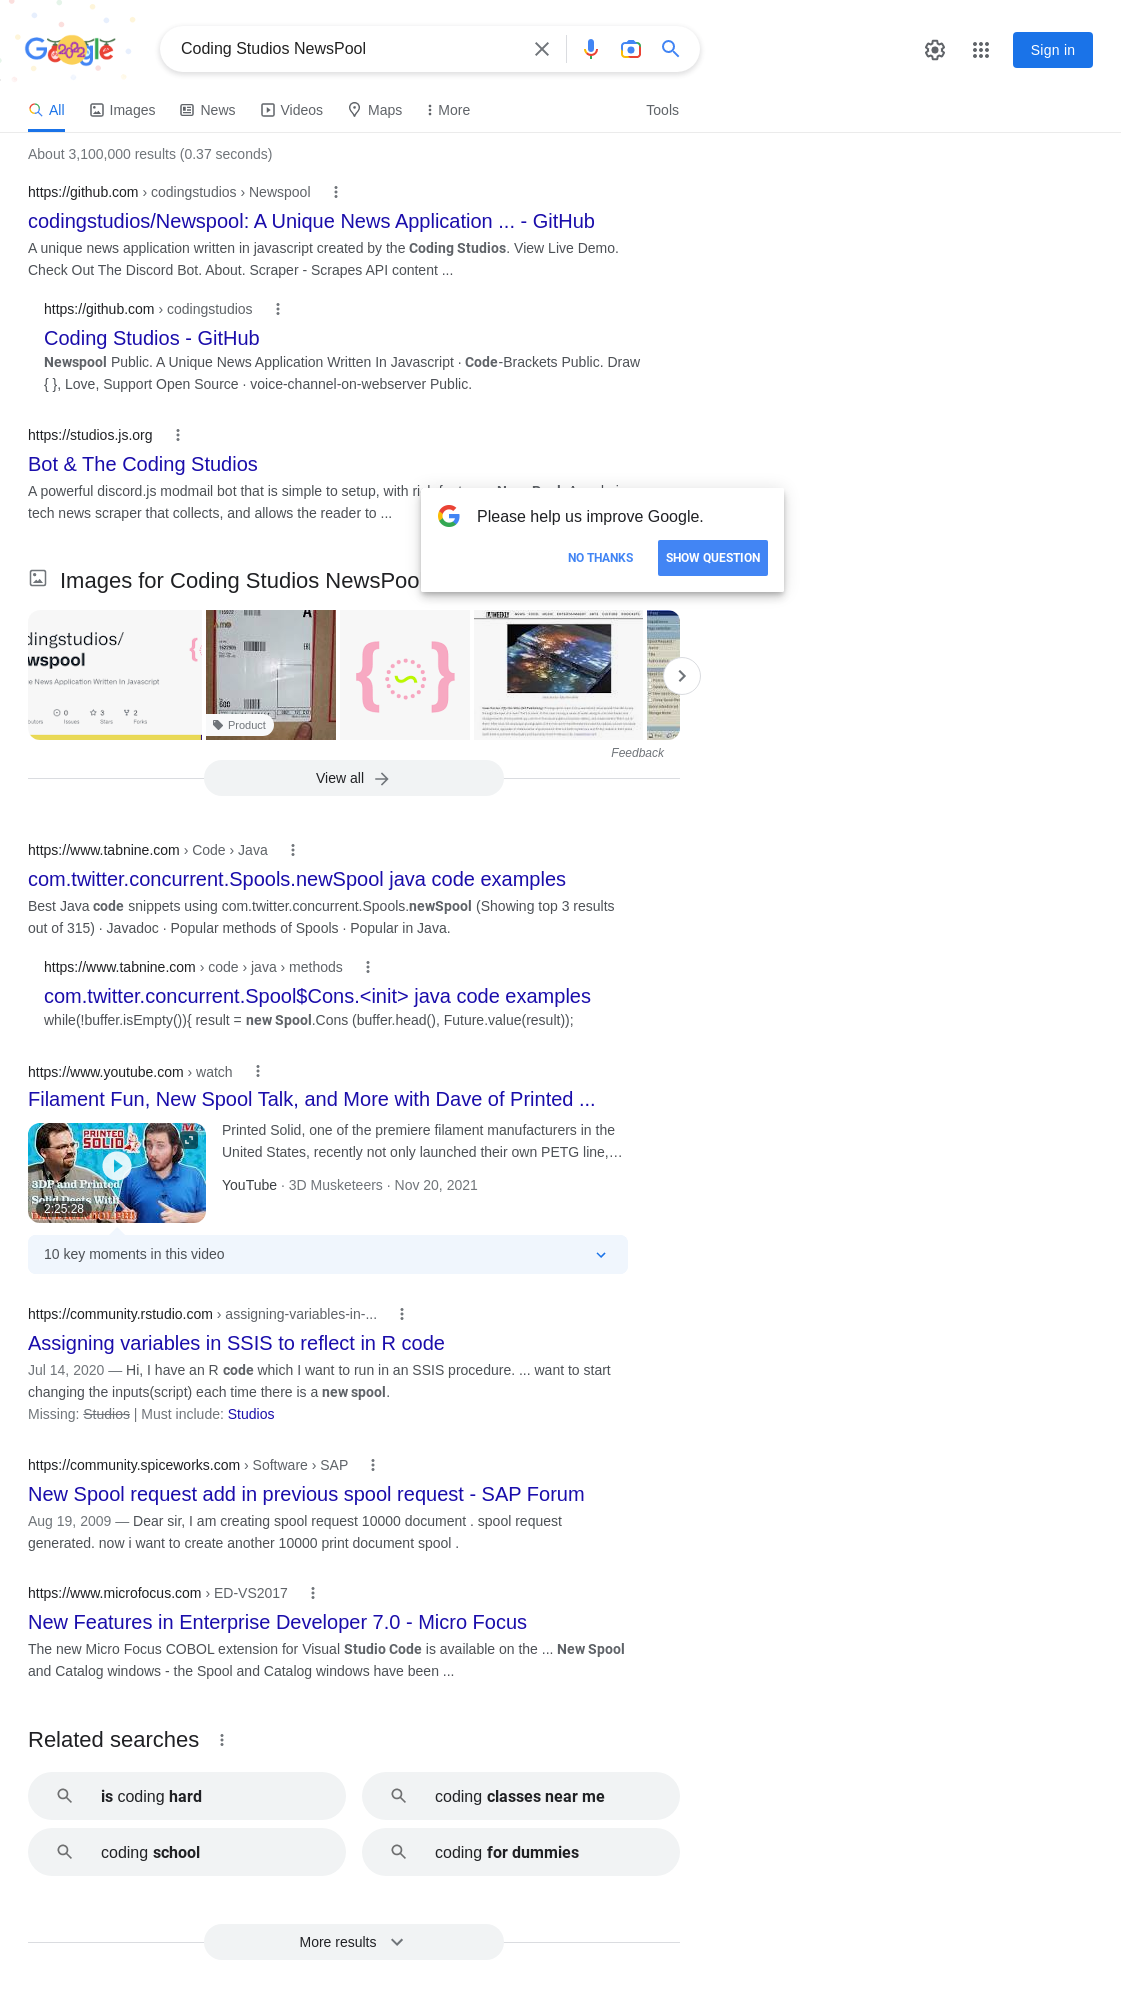 Google
Coding Studios NewsPool
Sign in
All
Images
News
Videos
Maps
More
Tools
About 3,100,000 results (0.37 seconds)
https://github.com › codingstudios › Newspool
codingstudios/Newspool: A Unique News Application ... - GitHub
A unique news application written in javascript created by the Coding Studios. View Live Demo.
Check Out The Discord Bot. About. Scraper - Scrapes API content ...
https://github.com › codingstudios
Coding Studios - GitHub
Newspool Public. A Unique News Application Written In Javascript · Code-Brackets Public. Draw
{ }, Love, Support Open Source · voice-channel-on-webserver Public.
https://studios.js.org
Bot & The Coding Studios
A powerful discord.js modmail bot that is simple to setup, with
tech news scraper that collects, and allows the reader to ...
Please help us improve Google.
NO THANKS
SHOW QUESTION
Images for Coding Studios NewsPoo
dingstudios/
wspool
e News Application Written In Javascript
0
3
2
Issues
Stars
Forks
Product
WEEKLY
Feedback
View all
https://www.tabnine.com › Code › Java
com.twitter.concurrent.Spools.newSpool java code examples
Best Java code snippets using com.twitter.concurrent.Spools.newSpool (Showing top 3 results
out of 315) · Javadoc · Popular methods of Spools · Popular in Java.
https://www.tabnine.com › code › java › methods
com.twitter.concurrent.Spool$Cons.<init> java code examples
while(!buffer.isEmpty()){ result = new Spool.Cons (buffer.head(), Future.value(result));
https://www.youtube.com › watch
Filament Fun, New Spool Talk, and More with Dave of Printed ...
PRINTED
SOLID
3DP and Printed
Solid Deets With
2:25:28
Printed Solid, one of the premiere filament manufacturers in the
United States, recently not only launched their own PETG line,...
YouTube · 3D Musketeers · Nov 20, 2021
10 key moments in this video
https://community.rstudio.com › assigning-variables-in-...
Assigning variables in SSIS to reflect in R code
Jul 14, 2020 — Hi, I have an R code which I want to run in an SSIS procedure. ... want to start
changing the inputs(script) each time there is a new spool.
Missing: Studios | Must include: Studios
https://community.spiceworks.com › Software › SAP
New Spool request add in previous spool request - SAP Forum
Aug 19, 2009 — Dear sir, I am creating spool request 10000 document . spool request
generated. now i want to create another 10000 print document spool .
https://www.microfocus.com › ED-VS2017
New Features in Enterprise Developer 7.0 - Micro Focus
The new Micro Focus COBOL extension for Visual Studio Code is available on the ... New Spool
and Catalog windows - the Spool and Catalog windows have been ...
Related searches
is coding hard
coding classes near me
coding school
coding for dummies
More results